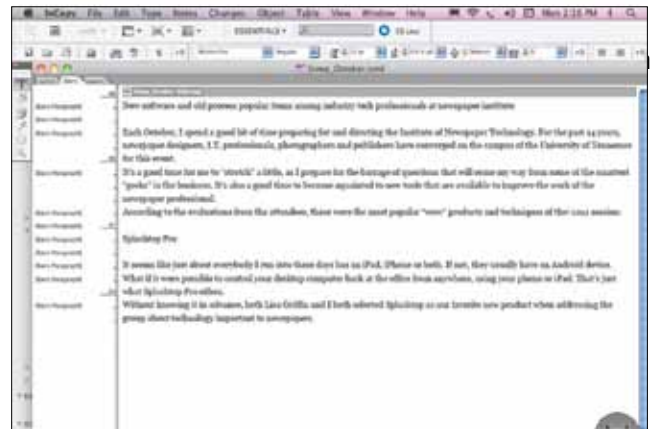 InCopy File Edit Type Notes Changes Object Table View Window Help Mon 2:25 PM
ESSENTIALS CS Live
New software and old process popular items among industry tech professionals at newspaper institute
Each October, I spend a good bit of time preparing for and directing the Institute of Newspaper Technology. For the past 14 years,
newspaper designers, I.T. professionals, photographers and publishers have converged on the campus of the University of Tennessee
for this event.
It's a good time for me to "stretch" a little, as I prepare for the barrage of questions that will come my way from some of the smartest
"geeks" in the business. It's also a good time to become acquainted to new tools that are available to improve the work of the
newspaper professional.
According to the evaluations from the attendees, these were the most popular "new" products and techniques of the 2011 session:
Splashtop Pro
It seems like just about everybody I run into these days has an iPad, iPhone or both. If not, they usually have an Android device.
What if it were possible to control your desktop computer back at the office from anywhere, using your phone or iPad. That's just
what Splashtop Pro offers.
Without knowing it in advance, both Lisa Griffin and I both selected Splashtop as our favorite new product when addressing the
group about technology important to newspapers.